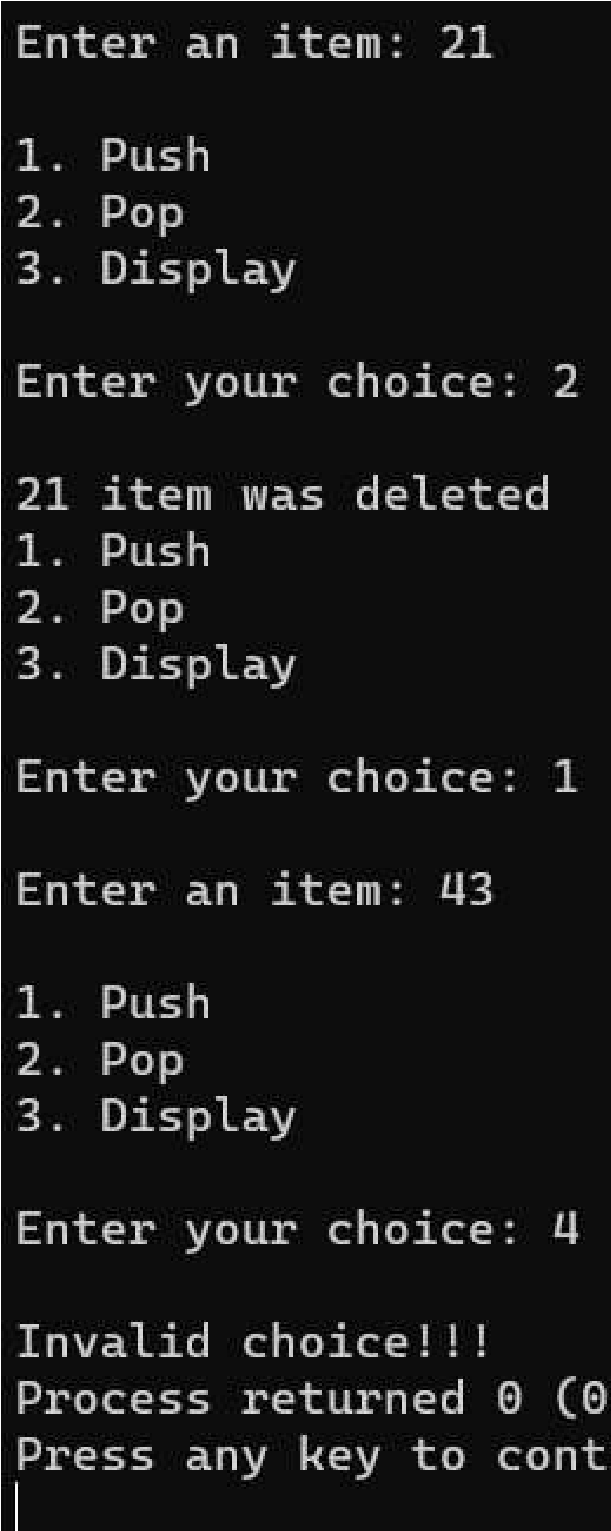 Enter an item: 21
1. Push
2. Pop
3. Display
Enter your choice: 2
21 item was deleted
1. Push
2. Pop
3. Display
Enter your choice: 1
Enter an item: 43
1. Push
2. Pop
3. Display
Enter your choice: 4
Invalid choice!!!
Process returned 0 (0
Press any key to cont